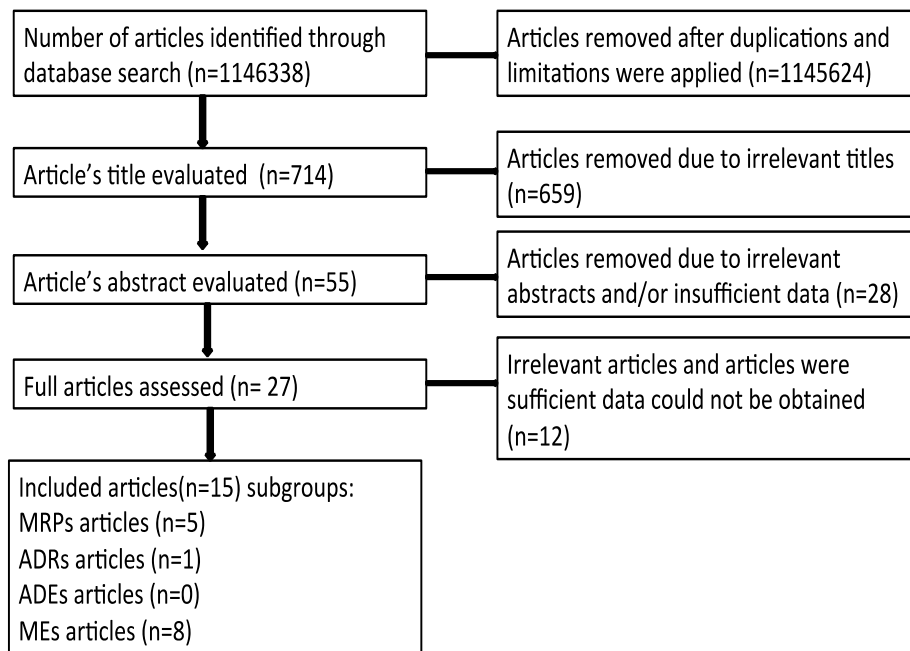 Number of articles identified through
database search (n=1146338)
Articles removed after duplications and
limitations were applied (n=1145624)
Article's title evaluated (n=714)
Articles removed due to irrelevant titles
(n=659)
Article's abstract evaluated (n=55)
Articles removed due to irrelevant
abstracts and/or insufficient data (n=28)
Full articles assessed (n= 27)
Irrelevant articles and articles were
sufficient data could not be obtained
(n=12)
Included articles(n=15) subgroups:
MRPs articles (n=5)
ADRs articles (n=1)
ADEs articles (n=0)
MEs articles (n=8)